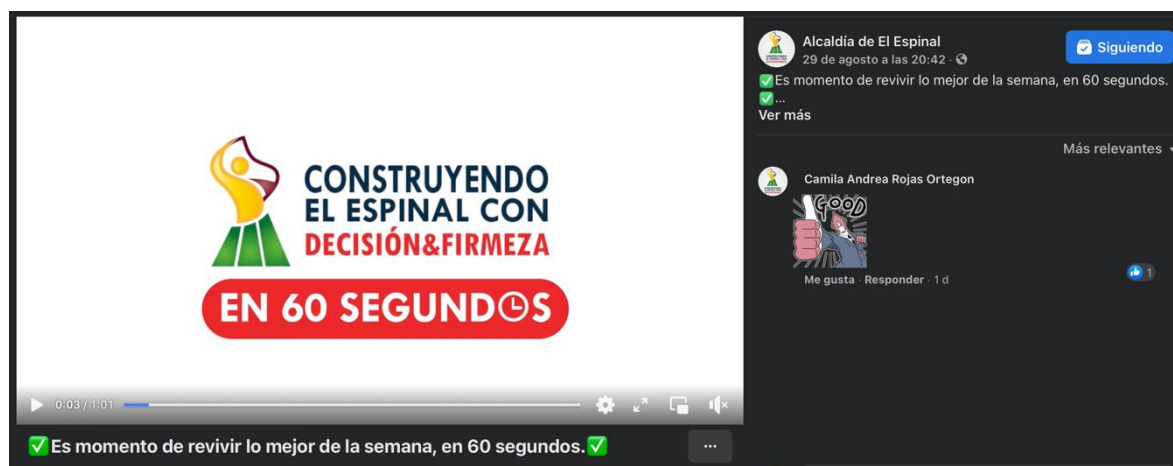 CONSTRUYENDO
EL ESPINAL CON
DECISIÓN&FIRMEZA
EN 60 SEGUNDOS
0:03 / 1:01
✅Es momento de revivir lo mejor de la semana, en 60 segundos.✅
...
Alcaldía de El Espinal
29 de agosto a las 20:42 ·
Siguiendo
✅Es momento de revivir lo mejor de la semana, en 60 segundos.
✅...
Ver más
Más relevantes
Camila Andrea Rojas Ortegon
GOOD
Me gusta · Responder · 1 d
1